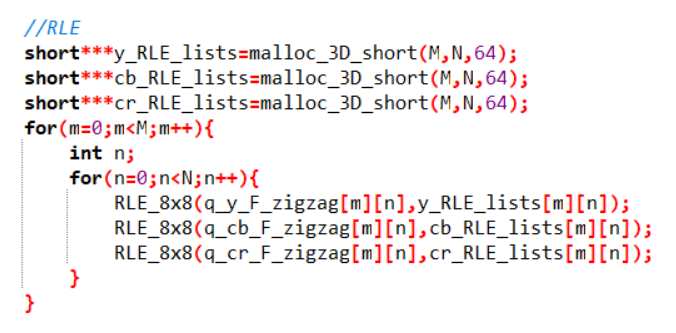 //RLE
short***y_RLE_lists=malloc_3D_short(M,N,64);
short***cb_RLE_lists=malloc_3D_short(M,N,64);
short***cr_RLE_lists=malloc_3D_short(M,N,64);
for(m=0;m<M;m++){
    int n;
    for(n=0;n<N;n++){
        RLE_8x8(q_y_F_zigzag[m][n],y_RLE_lists[m][n]);
        RLE_8x8(q_cb_F_zigzag[m][n],cb_RLE_lists[m][n]);
        RLE_8x8(q_cr_F_zigzag[m][n],cr_RLE_lists[m][n]);
    }
}